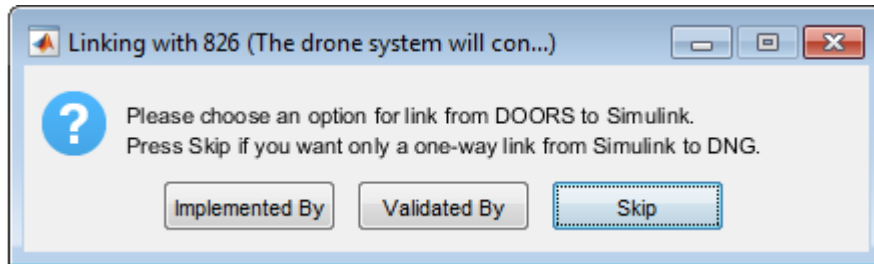 Linking with 826 (The drone system will con...)
?
Please choose an option for link from DOORS to Simulink.
Press Skip if you want only a one-way link from Simulink to DNG.
Implemented By Validated By Skip